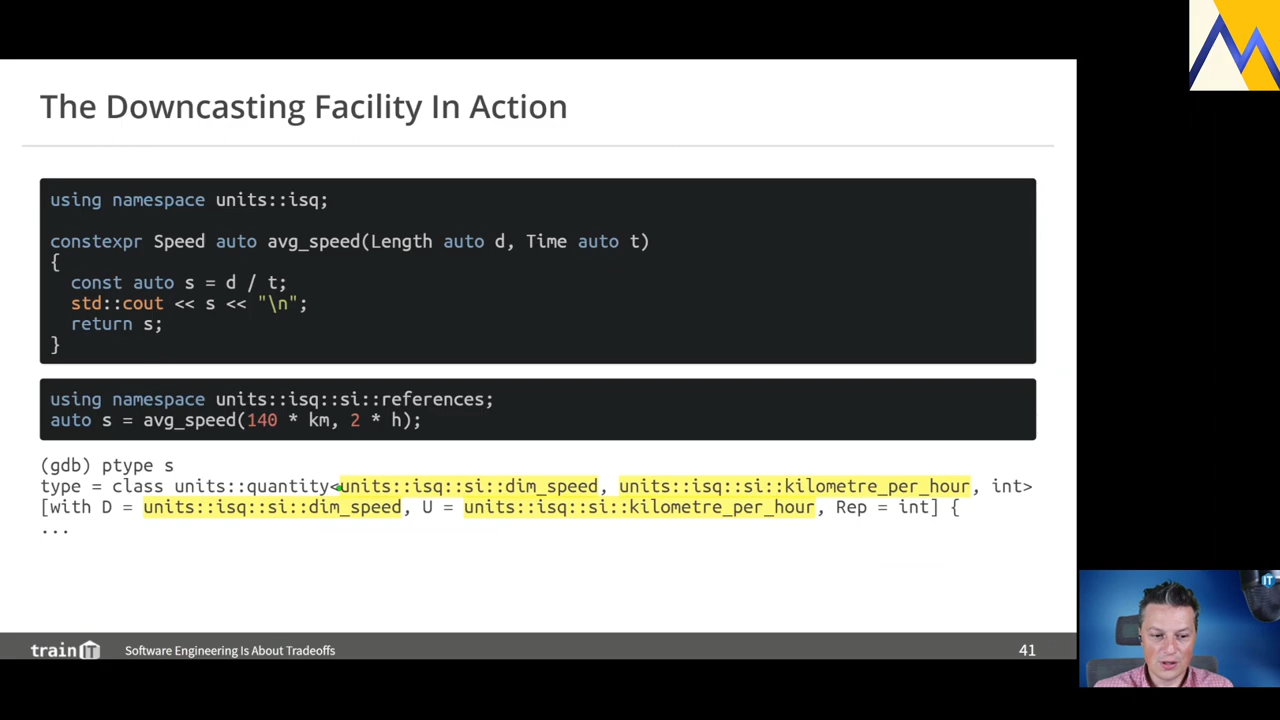 The Downcasting Facility In Action
using namespace units::isq;
constexpr Speed auto avg_speed(Length auto d, Time auto t)
{
const auto s = d / t;
std::cout << s << "\n";
return s;
}
using namespace units::isq::si::references;
auto s = avg_speed(140 * km, 2 * h);
(gdb) ptype s
type = class units::quantity<units::isq::si::dim_speed, units::isq::si::kilometre_per_hour, int>
[with D = units::isq::si::dim_speed, U = units::isq::si::kilometre_per_hour, Rep = int] {
...
train IT
Software Engineering Is About Tradeoffs
41
IT